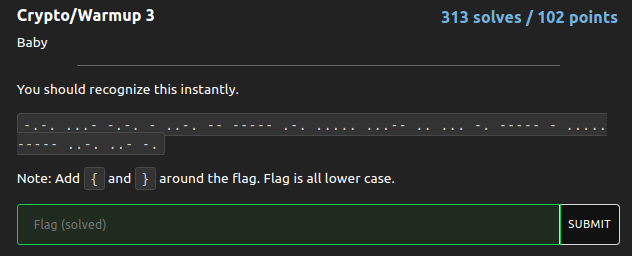 Crypto/Warmup 3
313 solves / 102 points
Baby
You should recognize this instantly.
-.-. ...- -.-. - ..-. -- ----- .-. ..... ...-- .. ... -. ----- - .....
----- ..-. ..- -.
Note: Add { and } around the flag. Flag is all lower case.
Flag (solved)
SUBMIT